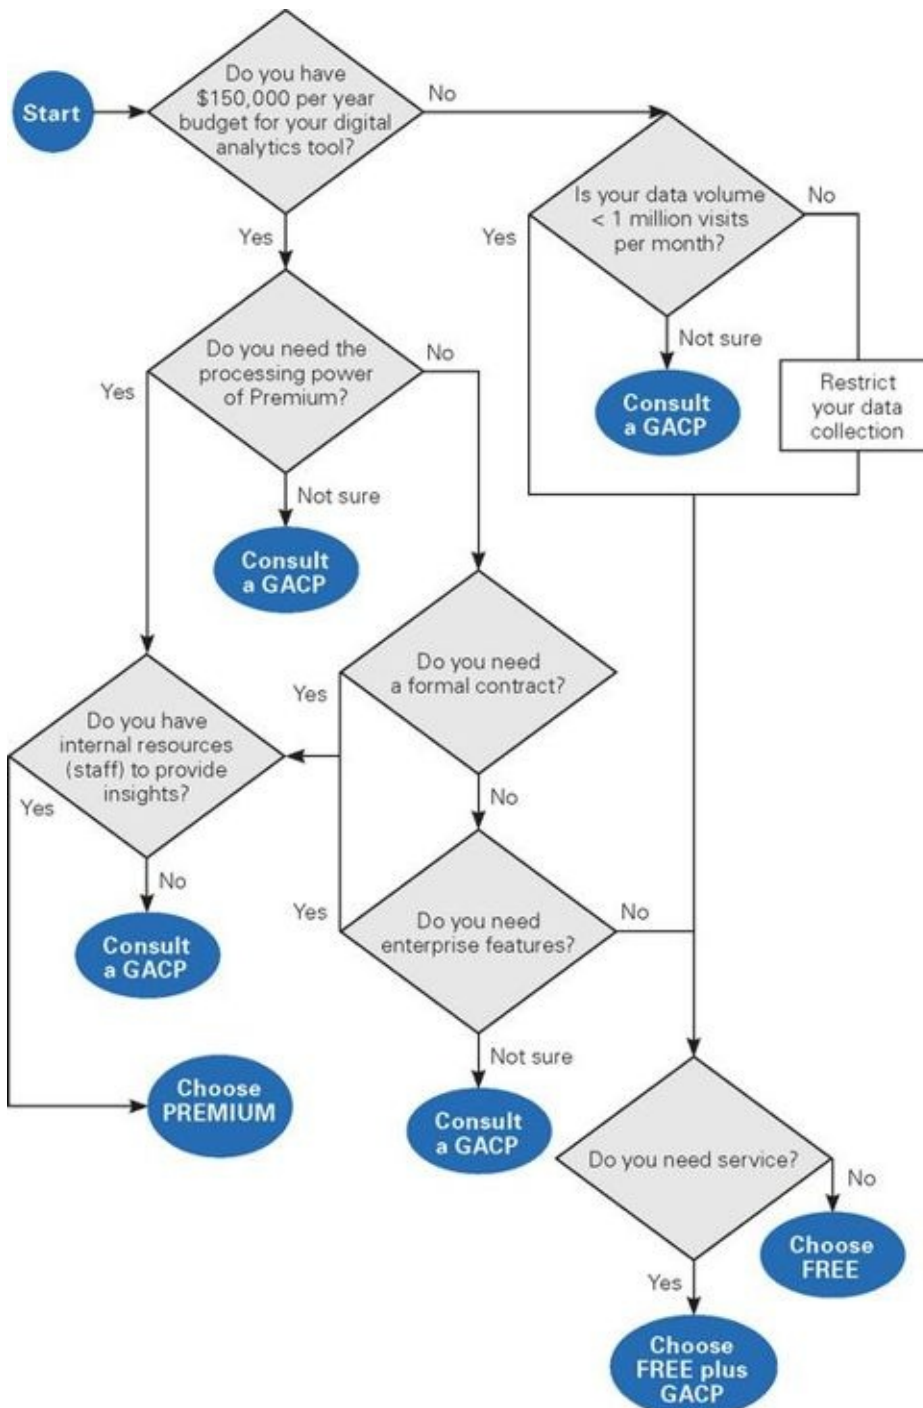 Start
Do you have
$150,000 per year
budget for your digital
analytics tool?
No
Yes
Is your data volume
< 1 million visits
per month?
Yes
No
Not sure
Consult
a GACP
Restrict
your data
collection
Do you need the
processing power
of Premium?
Yes
No
Not sure
Consult
a GACP
Do you need
a formal contract?
Yes
No
Do you have
internal resources
(staff) to provide
insights?
Yes
No
Consult
a GACP
Choose
PREMIUM
Do you need
enterprise features?
Yes
No
Not sure
Consult
a GACP
Do you need service?
No
Choose
FREE
Yes
Choose
FREE plus
GACP